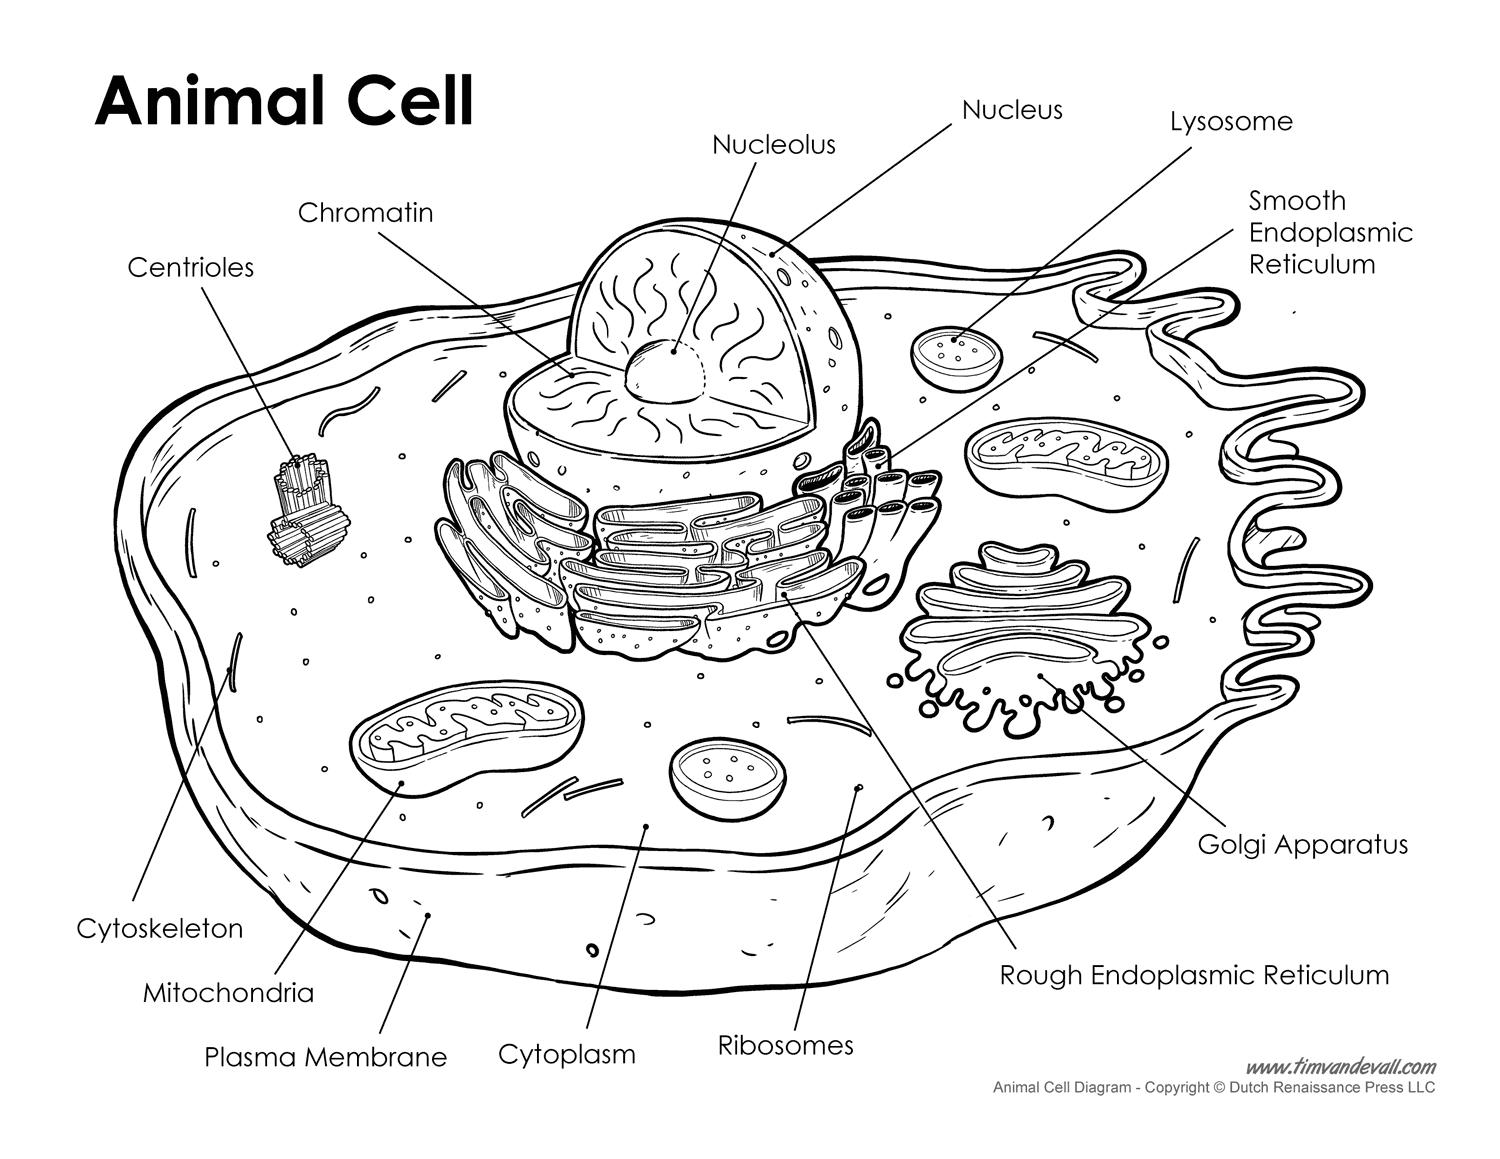 Animal Cell
Nucleus
Lysosome
Nucleolus
Smooth
Endoplasmic
Reticulum
Chromatin
Centrioles
Golgi Apparatus
Cytoskeleton
Rough Endoplasmic Reticulum
Mitochondria
Ribosomes
Cytoplasm
Plasma Membrane
www.timvandevall.com
Animal Cell Diagram - Copyright © Dutch Renaissance Press LLC